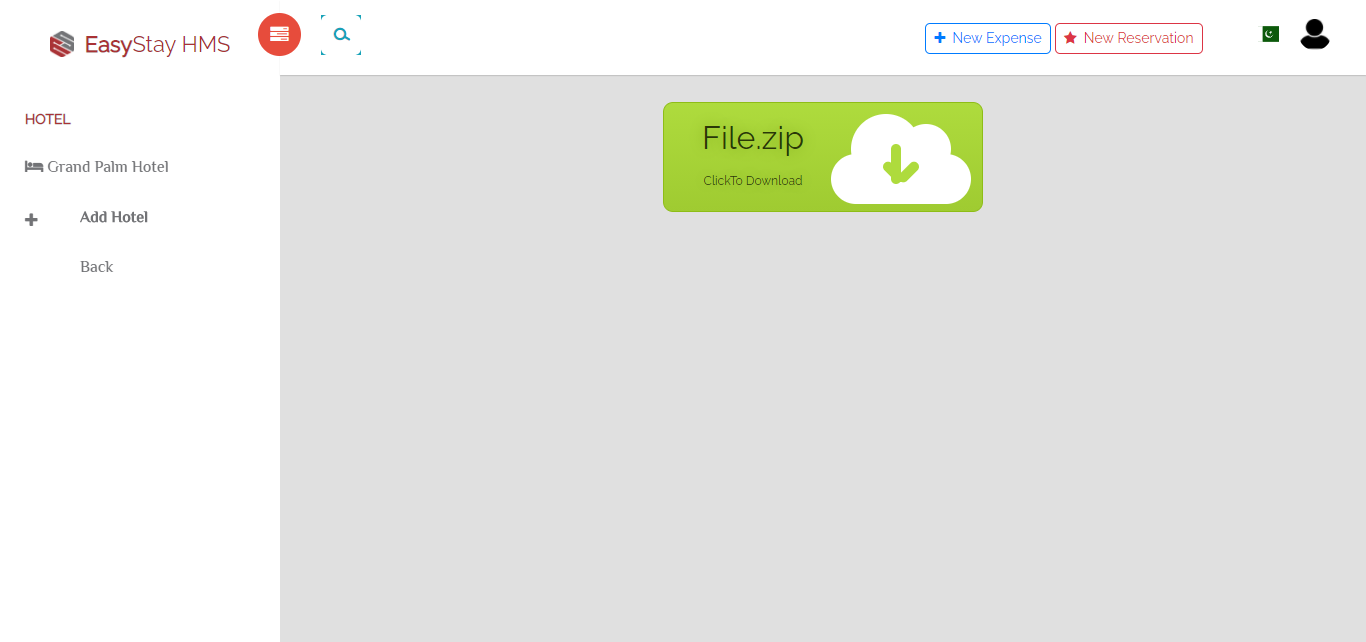 EasyStay HMS
New Expense
New Reservation
HOTEL
Grand Palm Hotel
Add Hotel
Back
File.zip
ClickTo Download